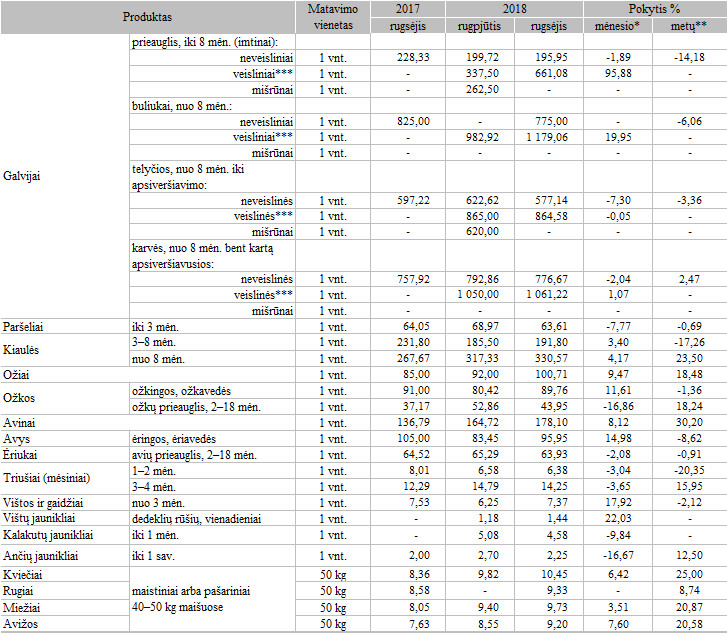 Produktas Matavimo vienetas 2017 2018 Pokytis %
rugsėjis rugpjūtis rugsėjis mėnesio* metų**
Galvijai
prieauglis, iki 8 mėn. (imtinai):
neveisliniai 1 vnt. 228,33 199,72 195,95 -1,89 -14,18
veisliniai*** 1 vnt. - 337,50 661,08 95,88 -
mišrūnai 1 vnt. - 262,50 - - -
buliukai, nuo 8 mėn.:
neveisliniai 1 vnt. 825,00 - 775,00 - -6,06
veisliniai*** 1 vnt. - 982,92 1 179,06 19,95 -
mišrūnai 1 vnt. - - - - -
telyčios, nuo 8 mėn. iki
apsiveršiavimo:
neveislinės 1 vnt. 597,22 622,62 577,14 -7,30 -3,36
veislinės*** 1 vnt. - 865,00 864,58 -0,05 -
mišrūnai 1 vnt. - 620,00 - - -
karvės, nuo 8 mėn. bent kartą
apsiveršiavusios:
neveislinės 1 vnt. 757,92 792,86 776,67 -2,04 2,47
veislinės*** 1 vnt. - 1 050,00 1 061,22 1,07 -
mišrūnai 1 vnt. - - - - -
Paršeliai iki 3 mėn. 1 vnt. 64,05 68,97 63,61 -7,77 -0,69
Kiaulės 3–8 mėn. 1 vnt. 231,80 185,50 191,80 3,40 -17,26
nuo 8 mėn. 1 vnt. 267,67 317,33 330,57 4,17 23,50
Ožiai 1 vnt. 85,00 92,00 100,71 9,47 18,48
Ožkos ožkingos, ožkavedės 1 vnt. 91,00 80,42 89,76 11,61 -1,36
ožkų prieauglis, 2–18 mėn. 1 vnt. 37,17 52,86 43,95 -16,86 18,24
Avinai 1 vnt. 136,79 164,72 178,10 8,12 30,20
Avys ėringos, ėriavedės 1 vnt. 105,00 83,45 95,95 14,98 -8,62
Ėriukai avių prieauglis, 2–18 mėn. 1 vnt. 64,52 65,29 63,93 -2,08 -0,91
Triušiai (mėsiniai) 1–2 mėn. 1 vnt. 8,01 6,58 6,38 -3,04 -20,35
3–4 mėn. 1 vnt. 12,29 14,79 14,25 -3,65 15,95
Vištos ir gaidžiai nuo 3 mėn. 1 vnt. 7,53 6,25 7,37 17,92 -2,12
Vištų jaunikliai dedeklių rūšių, vienadieniai 1 vnt. - 1,18 1,44 22,03 -
Kalakutų jaunikliai iki 1 mėn. 1 vnt. - 5,08 4,58 -9,84 -
Ančių jaunikliai iki 1 sav. 1 vnt. 2,00 2,70 2,25 -16,67 12,50
Kviečiai 50 kg 8,36 9,82 10,45 6,42 25,00
Rugiai maistiniai arba pašariniai 50 kg 8,58 - 9,33 - 8,74
Miežiai 40–50 kg maišuose 50 kg 8,05 9,40 9,73 3,51 20,87
Avižos 50 kg 7,63 8,55 9,20 7,60 20,58